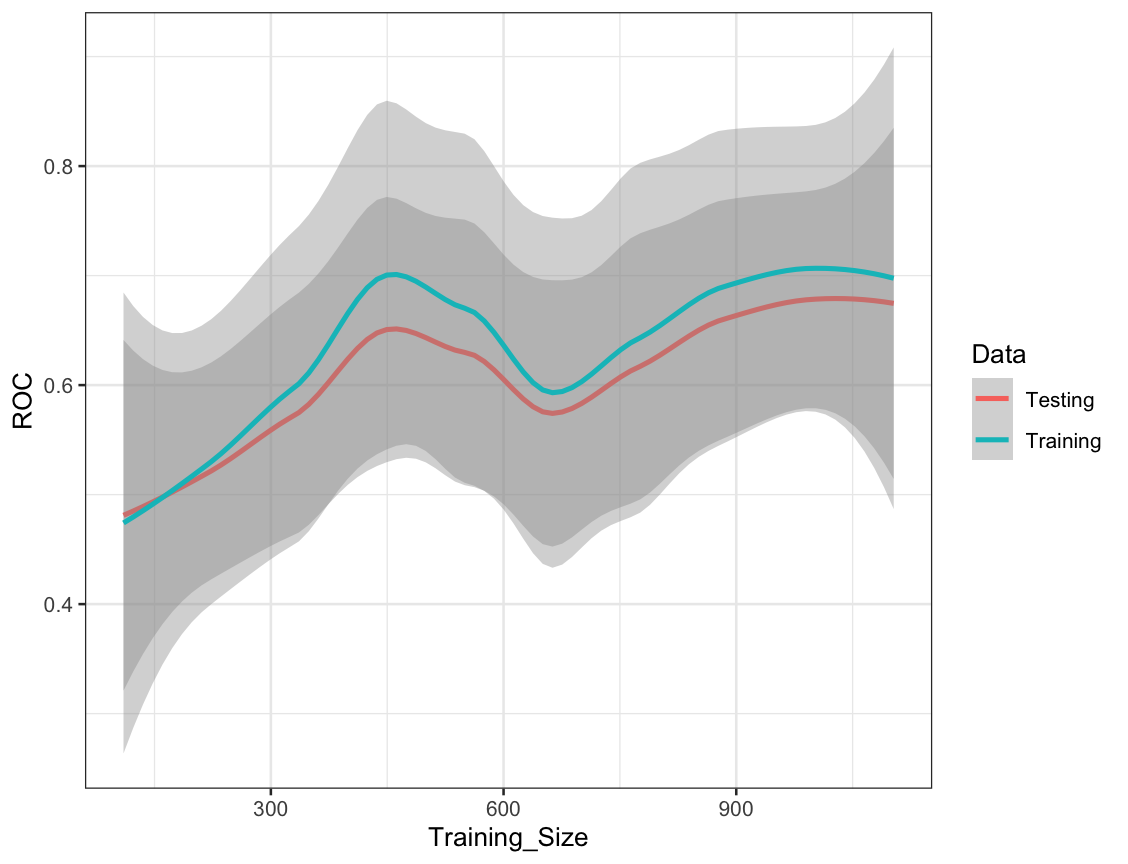 ROC
0.8
0.6
0.4
300 600 900
Training_Size
Data
Testing
Training